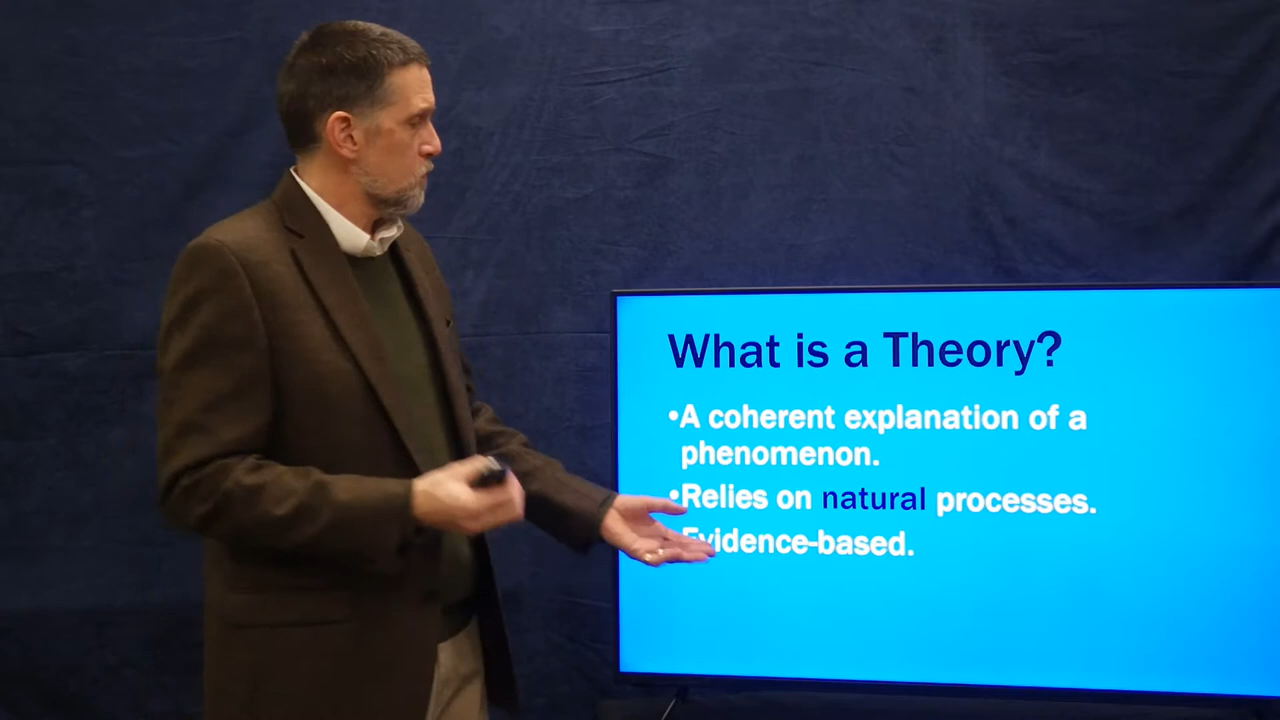 What is a Theory?
•A coherent explanation of a
phenomenon.
•Relies on natural processes.
Evidence-based.